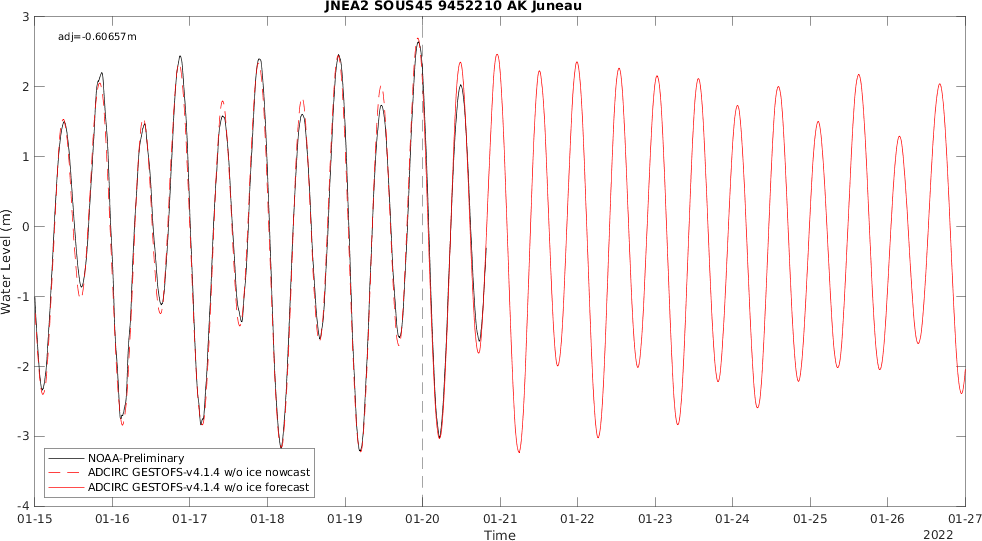 JNEA2 SOUS45 9452210 AK Juneau
adj=-0.60657m
3
2
1
0
-1
-2
-3
-4
Water Level (m)
NOAA-Preliminary
ADCIRC GESTOFS-v4.1.4 w/o ice nowcast
ADCIRC GESTOFS-v4.1.4 w/o ice forecast
01-15 01-16 01-17 01-18 01-19 01-20 01-21 01-22 01-23 01-24 01-25 01-26 01-27
Time
2022